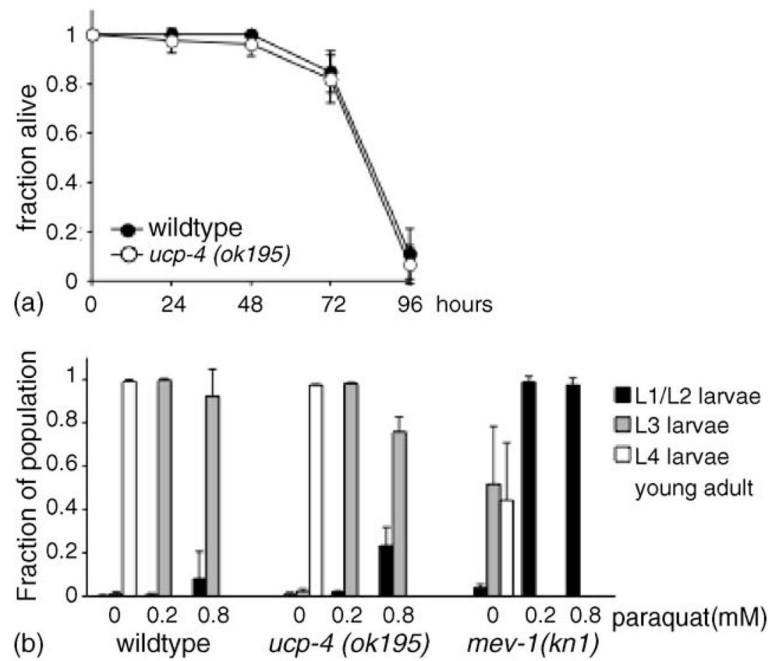 fraction alive
1
0.8
0.6
0.4
0.2
0
wildtype
ucp-4 (ok195)
(a)
0 24 48 72 96 hours
Fraction of population
1
0.8
0.6
0.4
0.2
0
L1/L2 larvae
L3 larvae
L4 larvae
young adult
0 0.2 0.8 0 0.2 0.8 0 0.2 0.8 paraquat(mM)
(b) wildtype ucp-4 (ok195) mev-1(kn1)